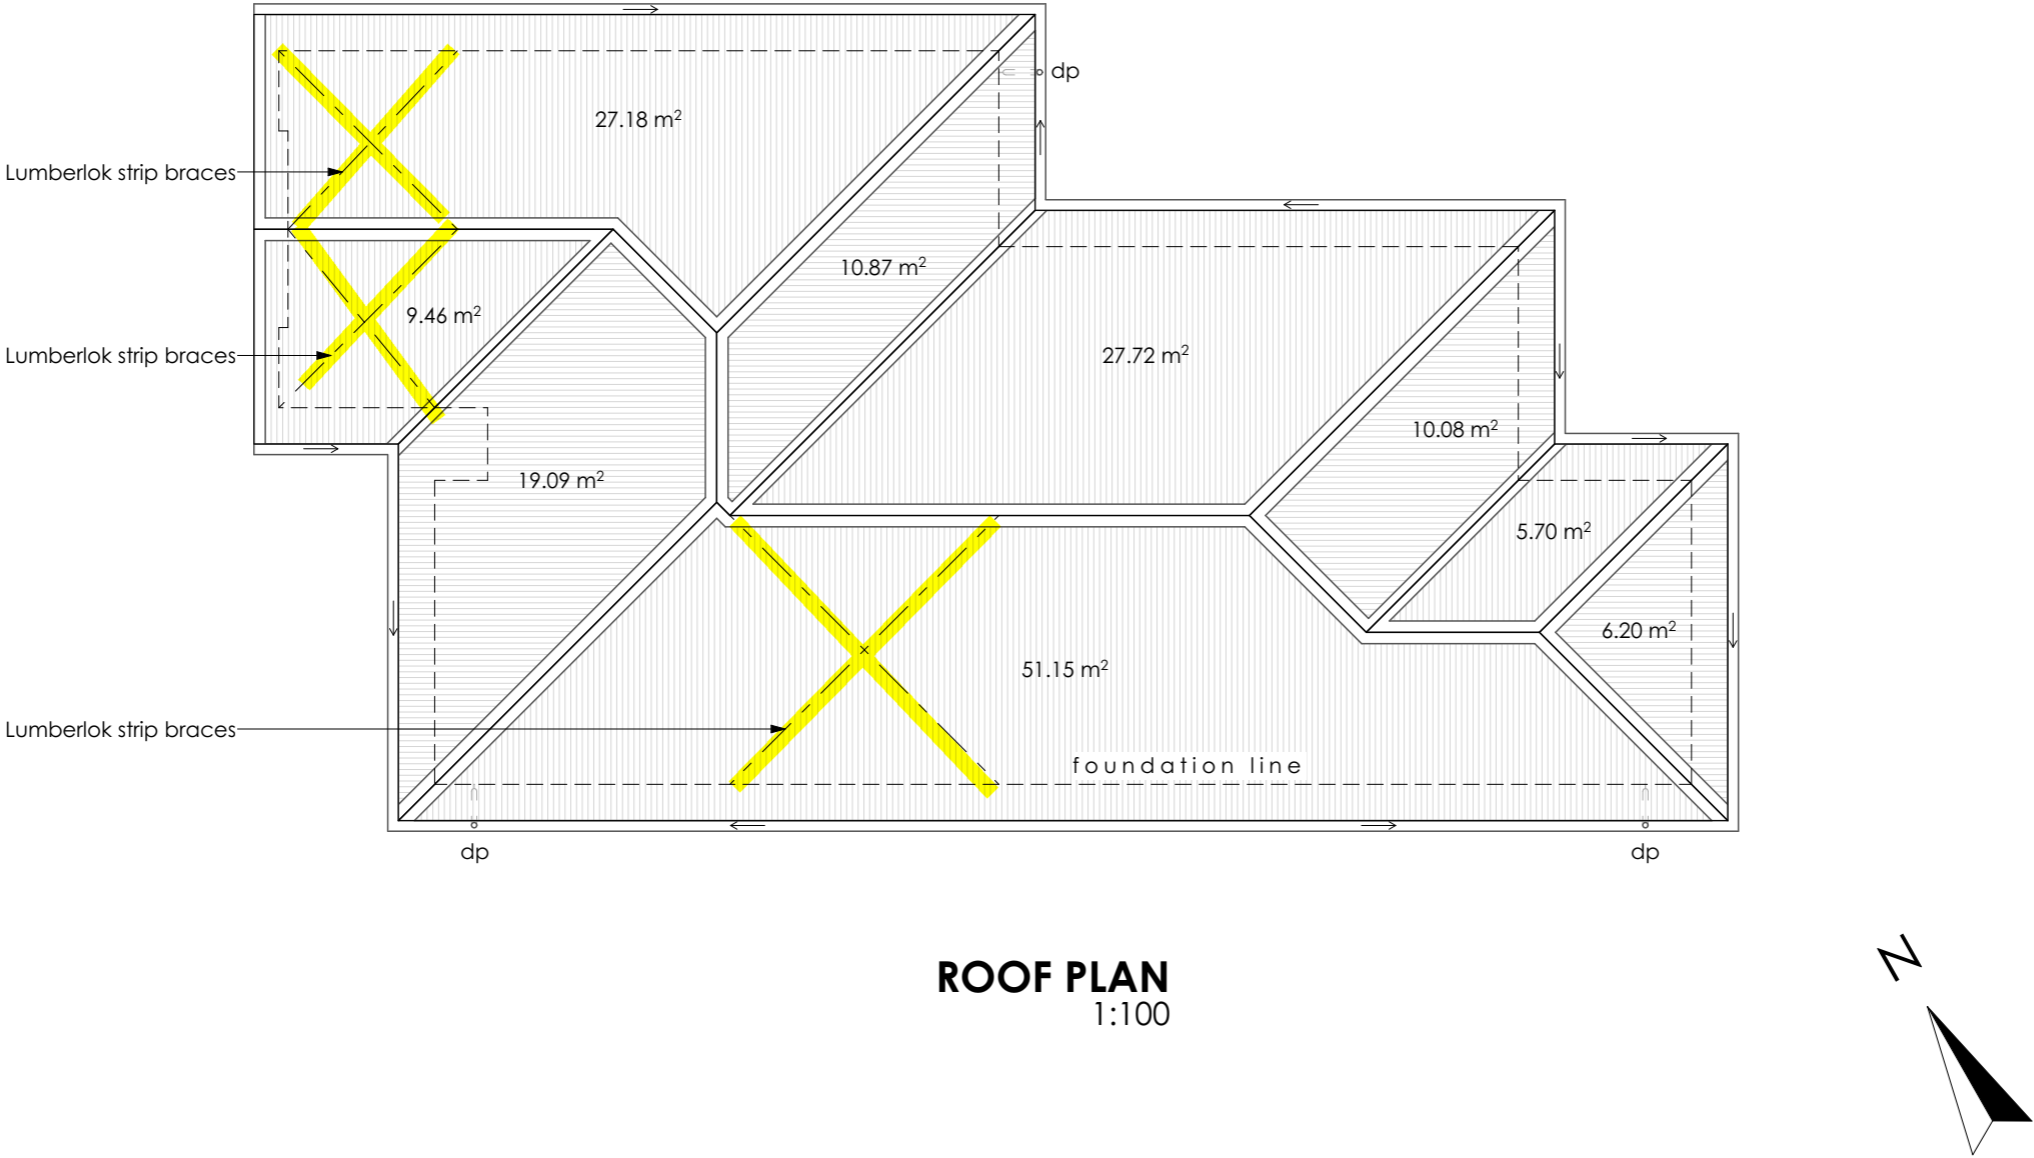 dp
27.18 m²
Lumberlok strip braces
10.87 m²
9.46 m²
Lumberlok strip braces
27.72 m²
10.08 m²
19.09 m²
5.70 m²
6.20 m²
51.15 m²
Lumberlok strip braces
foundation line
dp
dp
ROOF PLAN
1:100
N